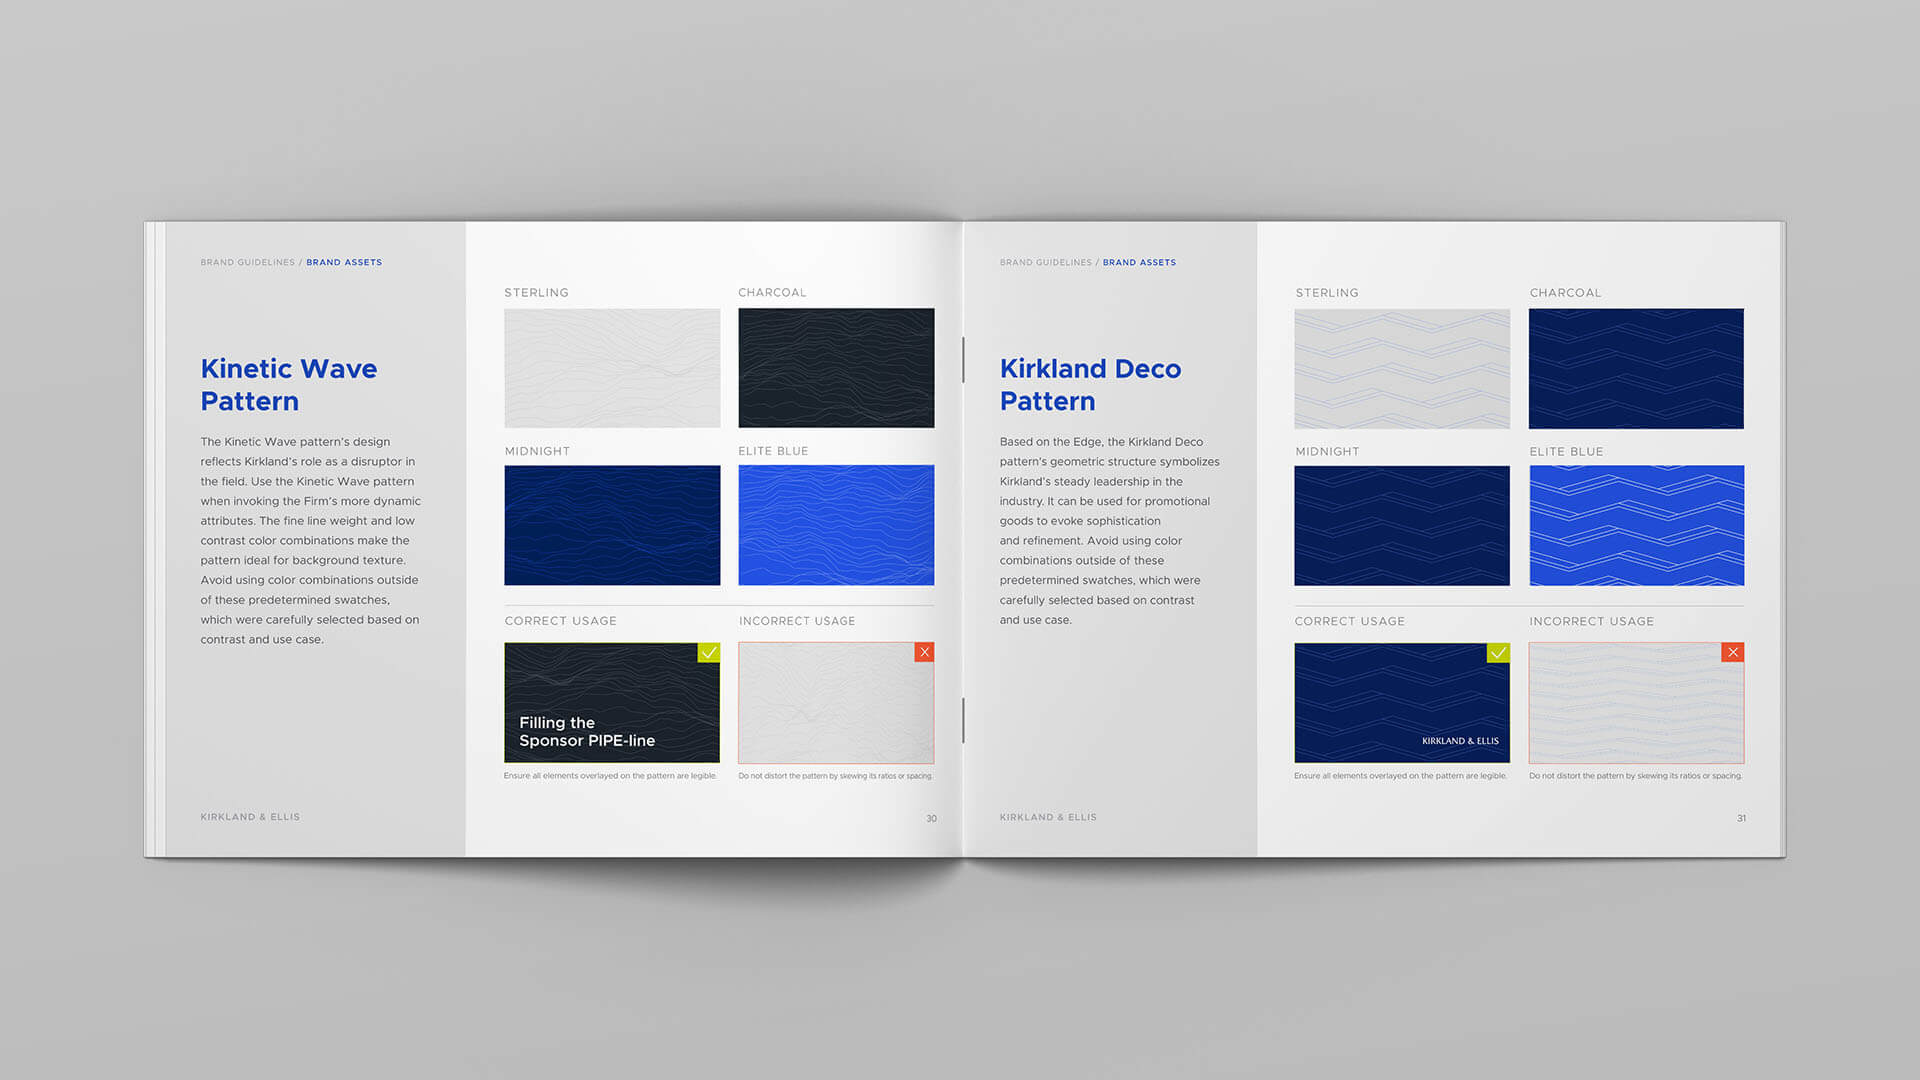 BRAND GUIDELINES / BRAND ASSETS
Kinetic Wave
Pattern
The Kinetic Wave pattern's design
reflects Kirkland's role as a disruptor in
the field. Use the Kinetic Wave pattern
when invoking the Firm's more dynamic
attributes. The fine line weight and low
contrast color combinations make the
pattern ideal for background texture.
Avoid using color combinations outside
of these predetermined swatches,
which were carefully selected based on
contrast and use case.
KIRKLAND & ELLIS
STERLING
CHARCOAL
MIDNIGHT
ELITE BLUE
CORRECT USAGE
INCORRECT USAGE
Filling the
Sponsor PIPE-line
Ensure all elements overlayed on the pattern are legible.
Do not distort the pattern by skewing its ratios or spacing.
30
BRAND GUIDELINES / BRAND ASSETS
Kirkland Deco
Pattern
Based on the Edge, the Kirkland Deco
pattern's geometric structure symbolizes
Kirkland's steady leadership in the
industry. It can be used for promotional
goods to evoke sophistication
and refinement. Avoid using color
combinations outside of these
predetermined swatches, which were
carefully selected based on contrast
and use case.
KIRKLAND & ELLIS
STERLING
CHARCOAL
MIDNIGHT
ELITE BLUE
CORRECT USAGE
INCORRECT USAGE
KIRKLAND & ELLIS
Ensure all elements overlayed on the pattern are legible.
Do not distort the pattern by skewing its ratios or spacing.
31